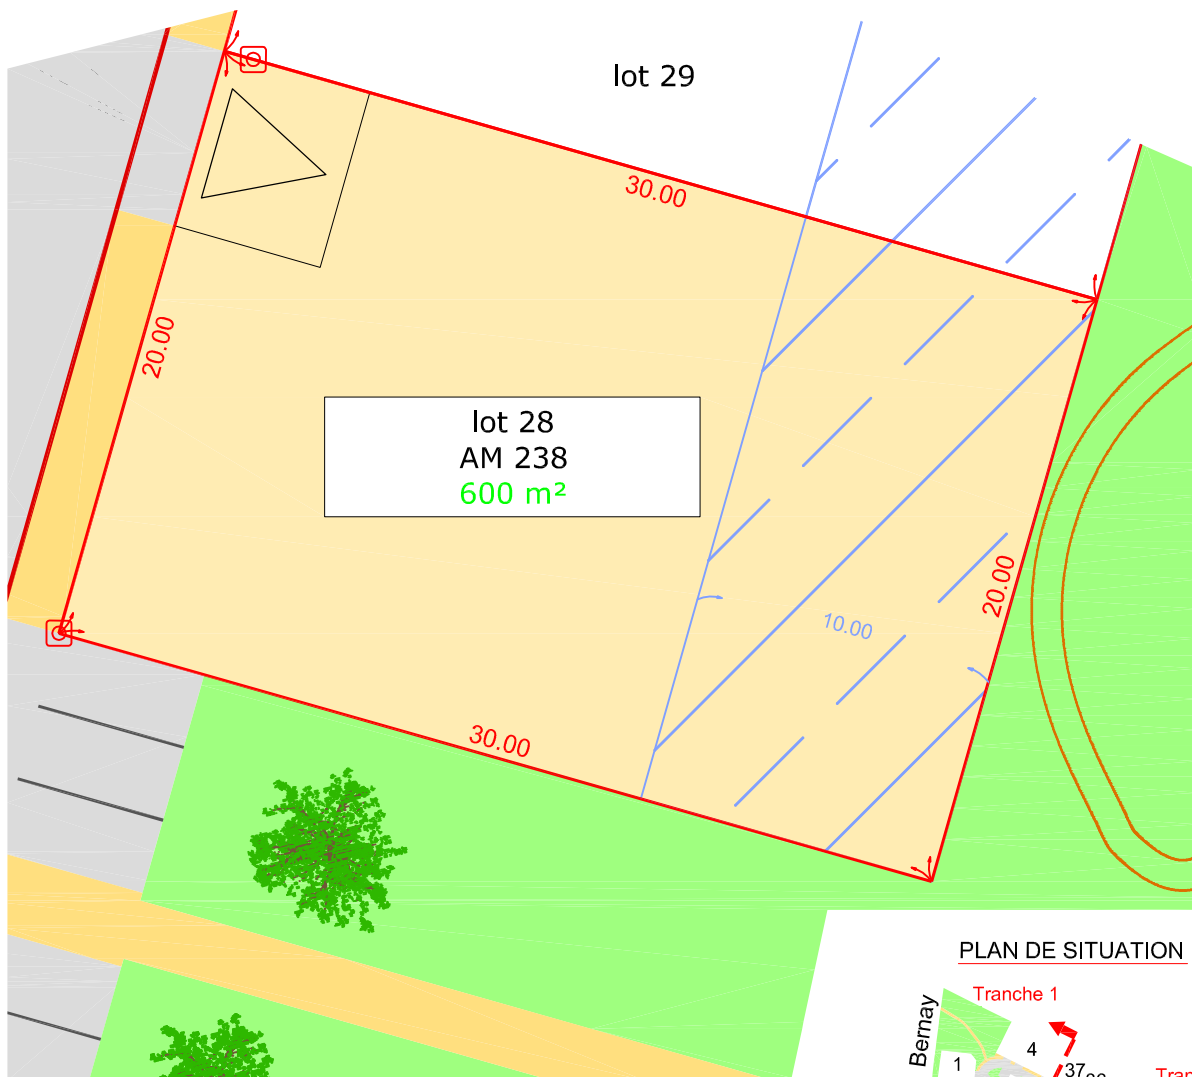 lot 29
30.00
20.00
lot 28
AM 238
600 m²
20.00
10.00
30.00
PLAN DE SITUATION
Tranche 1
Bernay
4
1
37